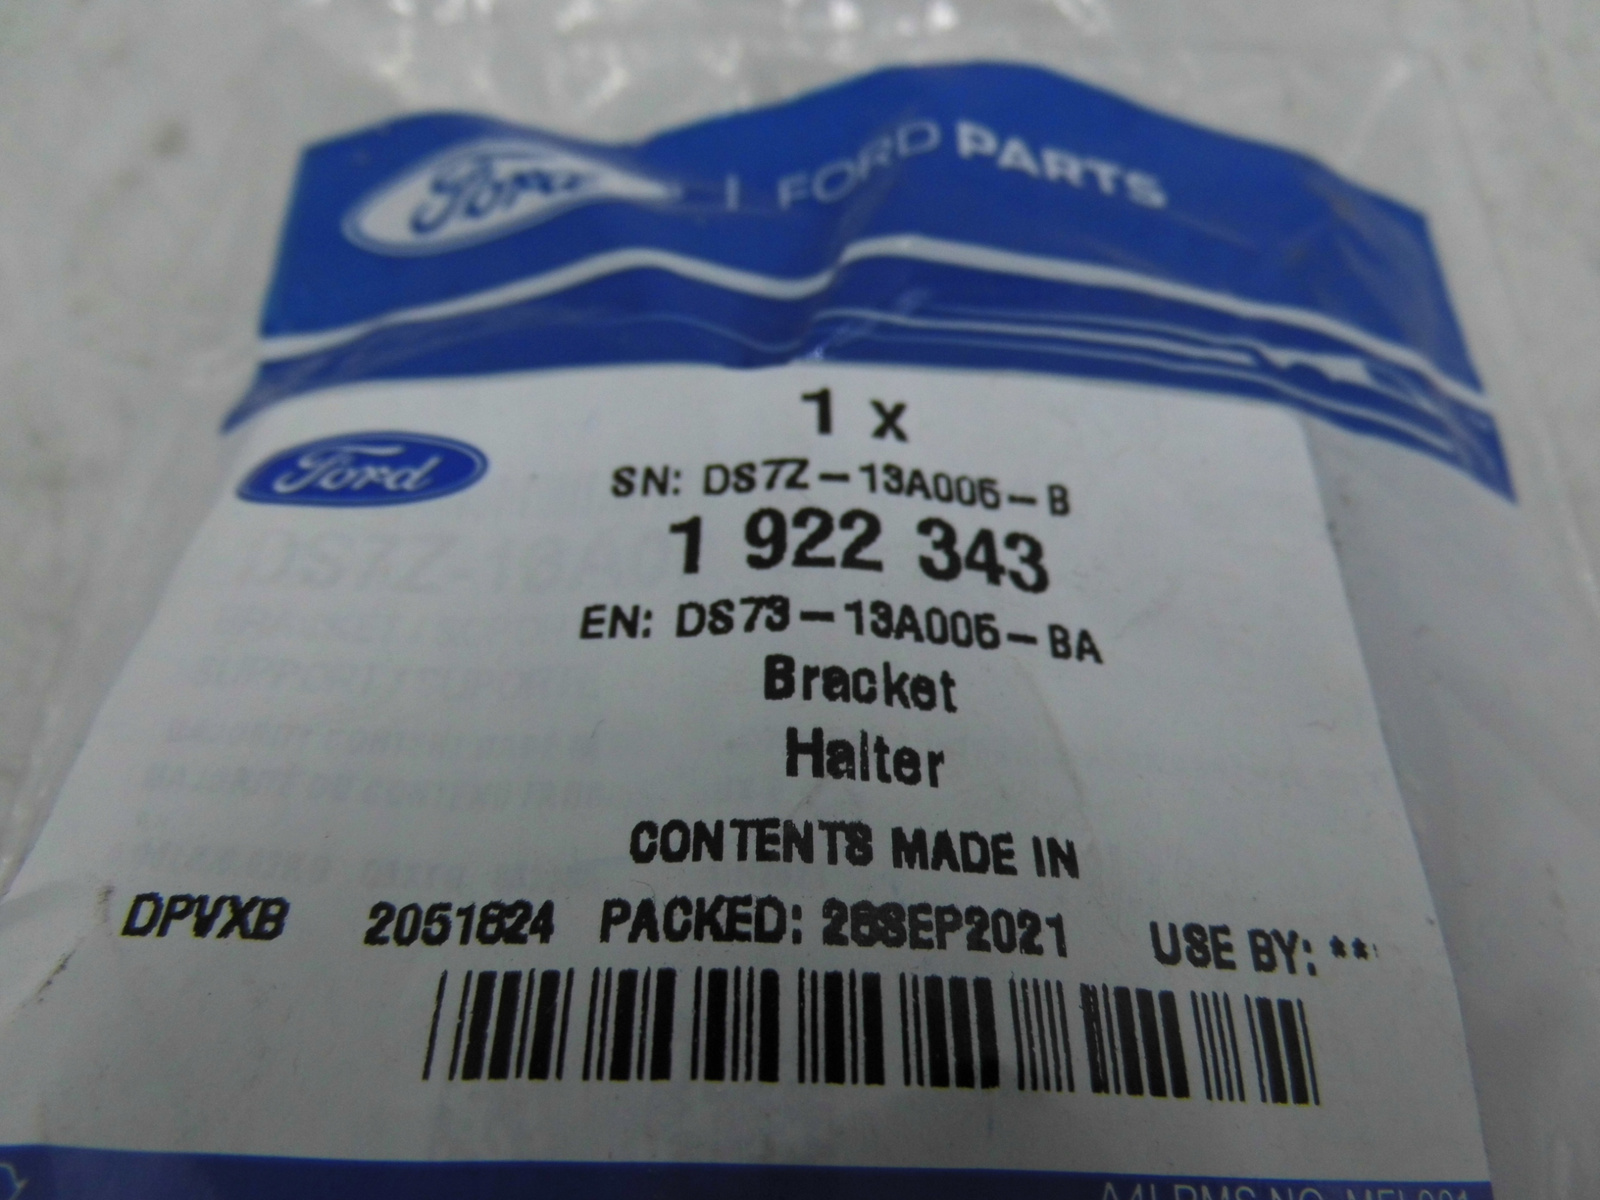 Ford | FORD PARTS
1 x
Ford
SN: DS7Z-13A006-B
1 922 343
EN: DS73-13A006-BA
Bracket
Halter
CONTENTS MADE IN
DPVXB 2051624 PACKED: 28SEP2021 USE BY: **